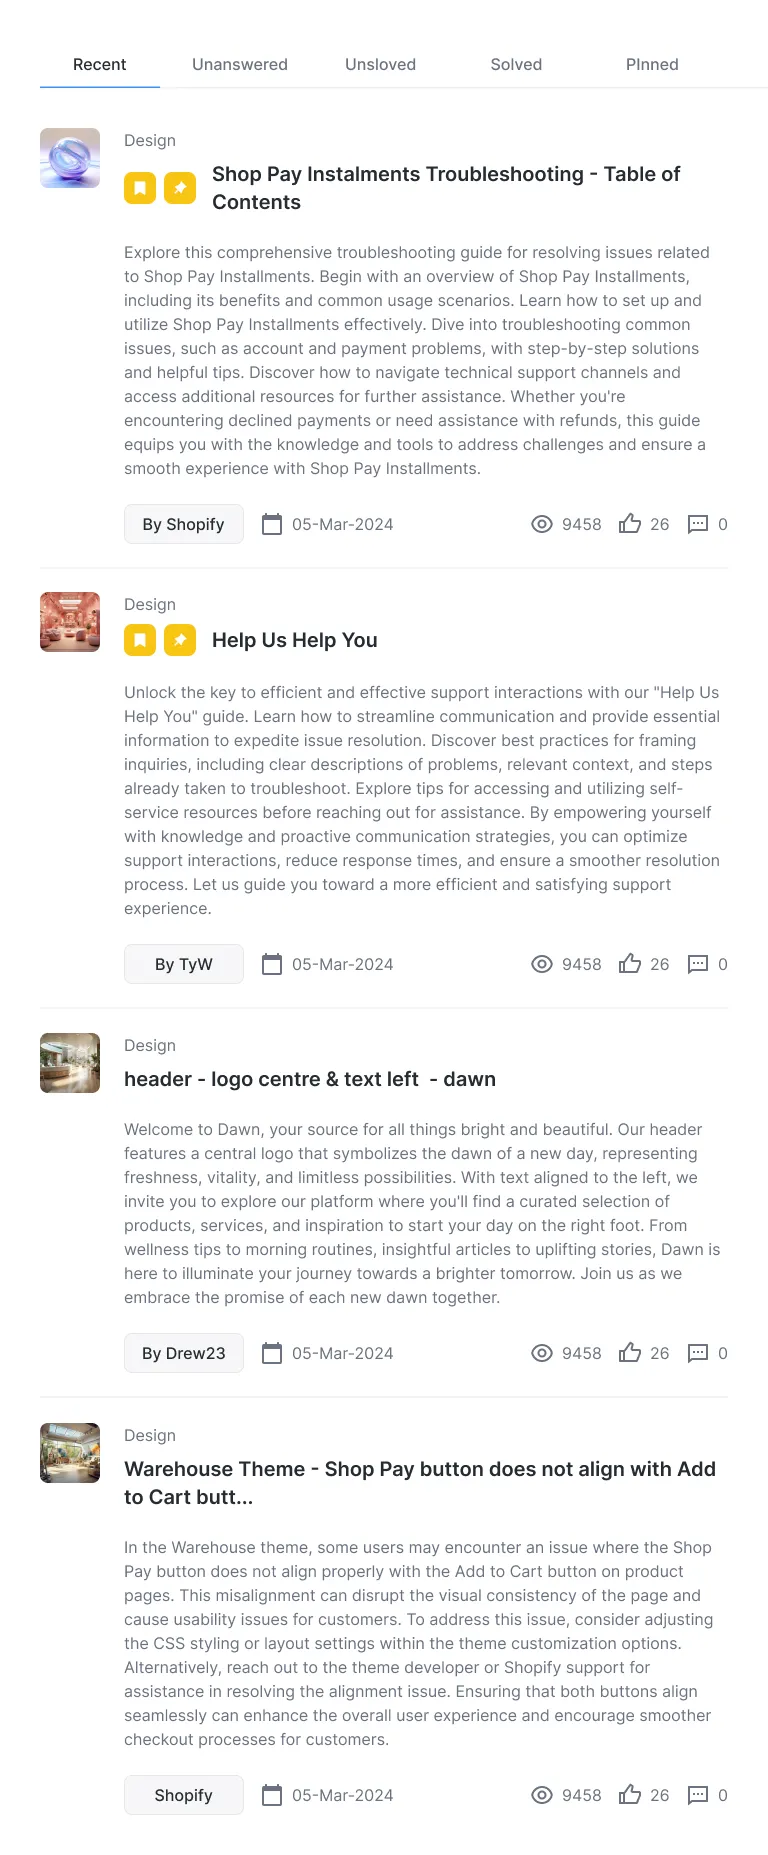 Recent Unanswered Unsloved Solved PInned
Design
Shop Pay Instalments Troubleshooting - Table of
Contents
Explore this comprehensive troubleshooting guide for resolving issues related
to Shop Pay Installments. Begin with an overview of Shop Pay Installments,
including its benefits and common usage scenarios. Learn how to set up and
utilize Shop Pay Installments effectively. Dive into troubleshooting common
issues, such as account and payment problems, with step-by-step solutions
and helpful tips. Discover how to navigate technical support channels and
access additional resources for further assistance. Whether you're
encountering declined payments or need assistance with refunds, this guide
equips you with the knowledge and tools to address challenges and ensure a
smooth experience with Shop Pay Installments.
By Shopify 05-Mar-2024 9458 26 0
Design
Help Us Help You
Unlock the key to efficient and effective support interactions with our "Help Us
Help You" guide. Learn how to streamline communication and provide essential
information to expedite issue resolution. Discover best practices for framing
inquiries, including clear descriptions of problems, relevant context, and steps
already taken to troubleshoot. Explore tips for accessing and utilizing self-
service resources before reaching out for assistance. By empowering yourself
with knowledge and proactive communication strategies, you can optimize
support interactions, reduce response times, and ensure a smoother resolution
process. Let us guide you toward a more efficient and satisfying support
experience.
By TyW 05-Mar-2024 9458 26 0
Design
header - logo centre & text left - dawn
Welcome to Dawn, your source for all things bright and beautiful. Our header
features a central logo that symbolizes the dawn of a new day, representing
freshness, vitality, and limitless possibilities. With text aligned to the left, we
invite you to explore our platform where you'll find a curated selection of
products, services, and inspiration to start your day on the right foot. From
wellness tips to morning routines, insightful articles to uplifting stories, Dawn is
here to illuminate your journey towards a brighter tomorrow. Join us as we
embrace the promise of each new dawn together.
By Drew23 05-Mar-2024 9458 26 0
Design
Warehouse Theme - Shop Pay button does not align with Add
to Cart butt...
In the Warehouse theme, some users may encounter an issue where the Shop
Pay button does not align properly with the Add to Cart button on product
pages. This misalignment can disrupt the visual consistency of the page and
cause usability issues for customers. To address this issue, consider adjusting
the CSS styling or layout settings within the theme customization options.
Alternatively, reach out to the theme developer or Shopify support for
assistance in resolving the alignment issue. Ensuring that both buttons align
seamlessly can enhance the overall user experience and encourage smoother
checkout processes for customers.
Shopify 05-Mar-2024 9458 26 0